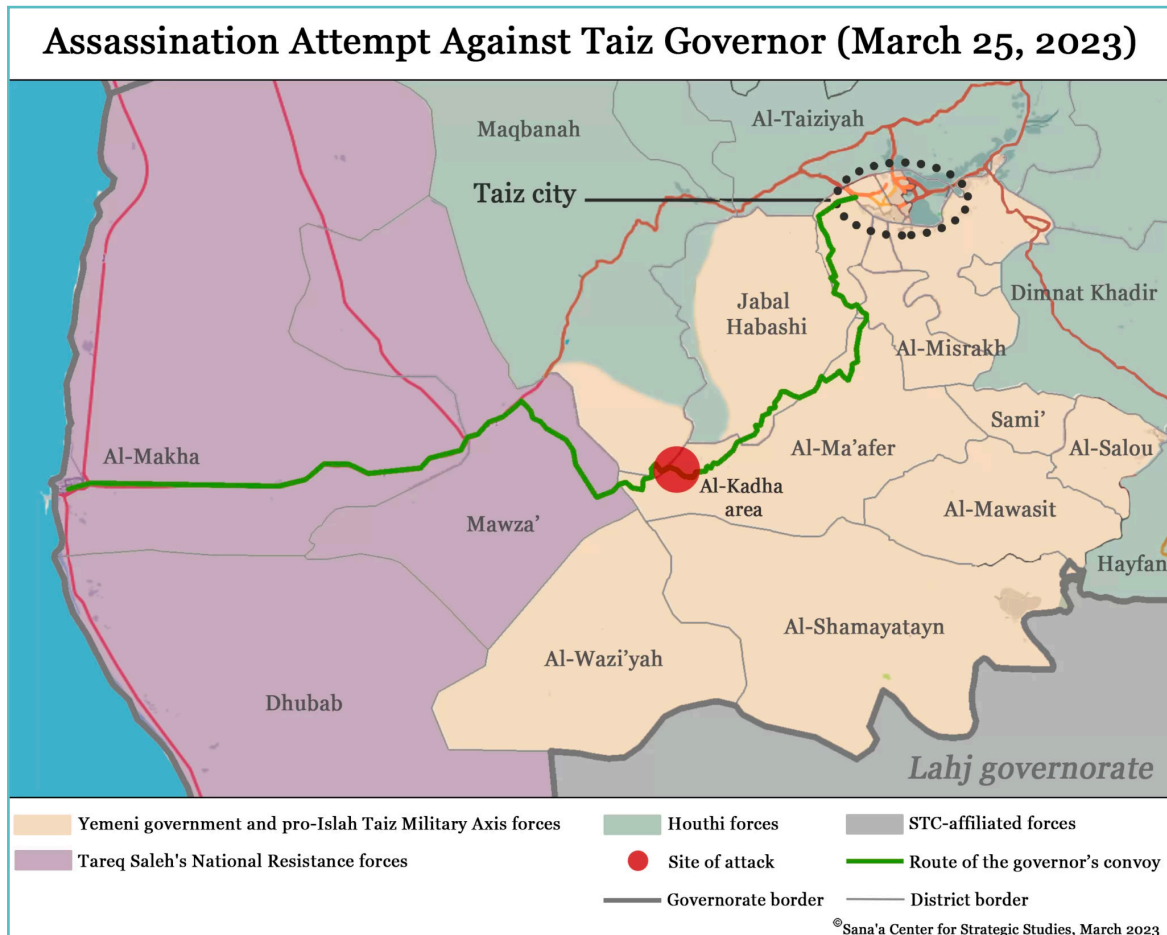 Assassination Attempt Against Taiz Governor (March 25, 2023)
Maqbanah
Al-Taiziyah
Taiz city
Jabal
Habashi
Dimnat Khadir
Al-Misrakh
Sami’
Al-Salou
Al-Makha
Al-Ma’afer
Al-Kadha
area
Mawza’
Al-Mawasit
Hayfan
Al-Shamayatayn
Al-Wazi’yah
Dhubab
Lahj governorate
Yemeni government and pro-Islah Taiz Military Axis forces
Houthi forces
STC-affiliated forces
Tareq Saleh's National Resistance forces
Site of attack
Route of the governor’s convoy
Governorate border
District border
©Sana'a Center for Strategic Studies, March 2023